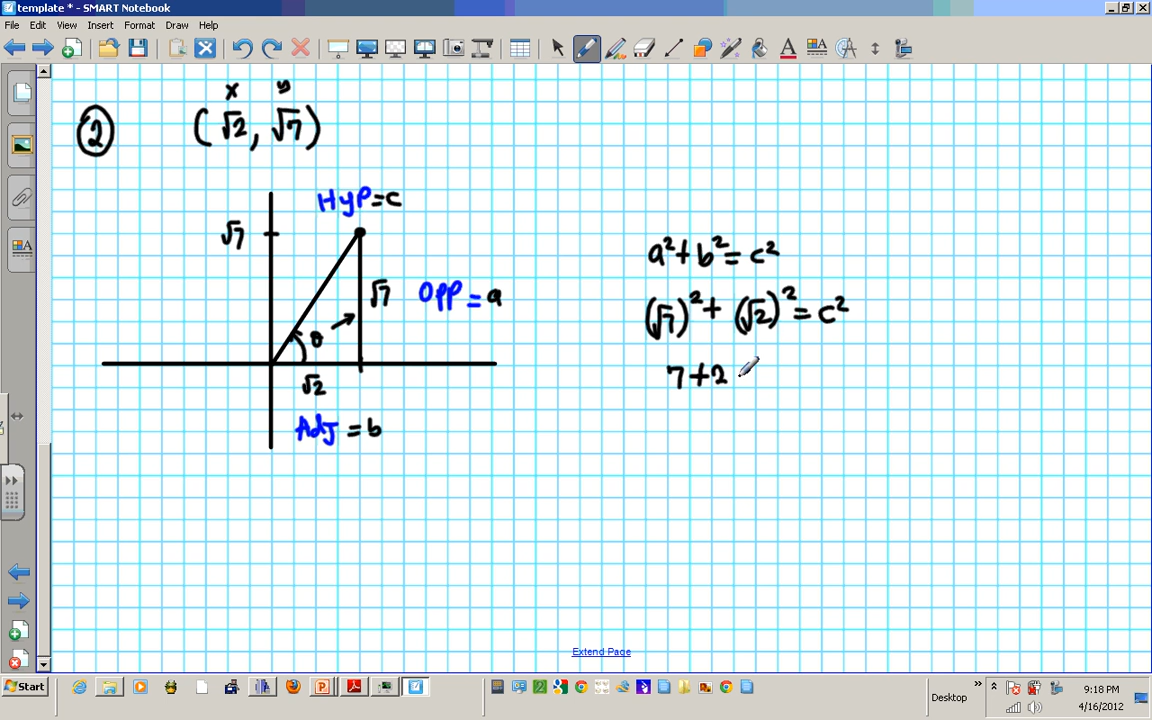 template * - SMART Notebook
File Edit View Insert Format Draw Help
x y
② (√2, √7)
Hyp = c
√7
a² + b² = c²
√7 Opp = a
(√7)² + (√2)² = c²
θ
7 + 2
√2
Adj = b
Extend Page
Start
Desktop
9:18 PM
4/16/2012